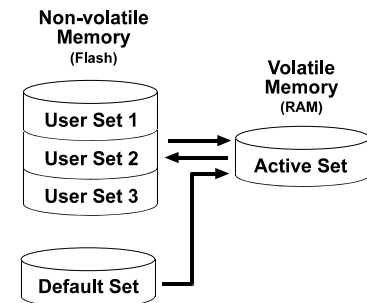 Non-volatile
Memory
(Flash)
User Set 1
User Set 2
User Set 3
Default Set
Volatile
Memory
(RAM)
Active Set